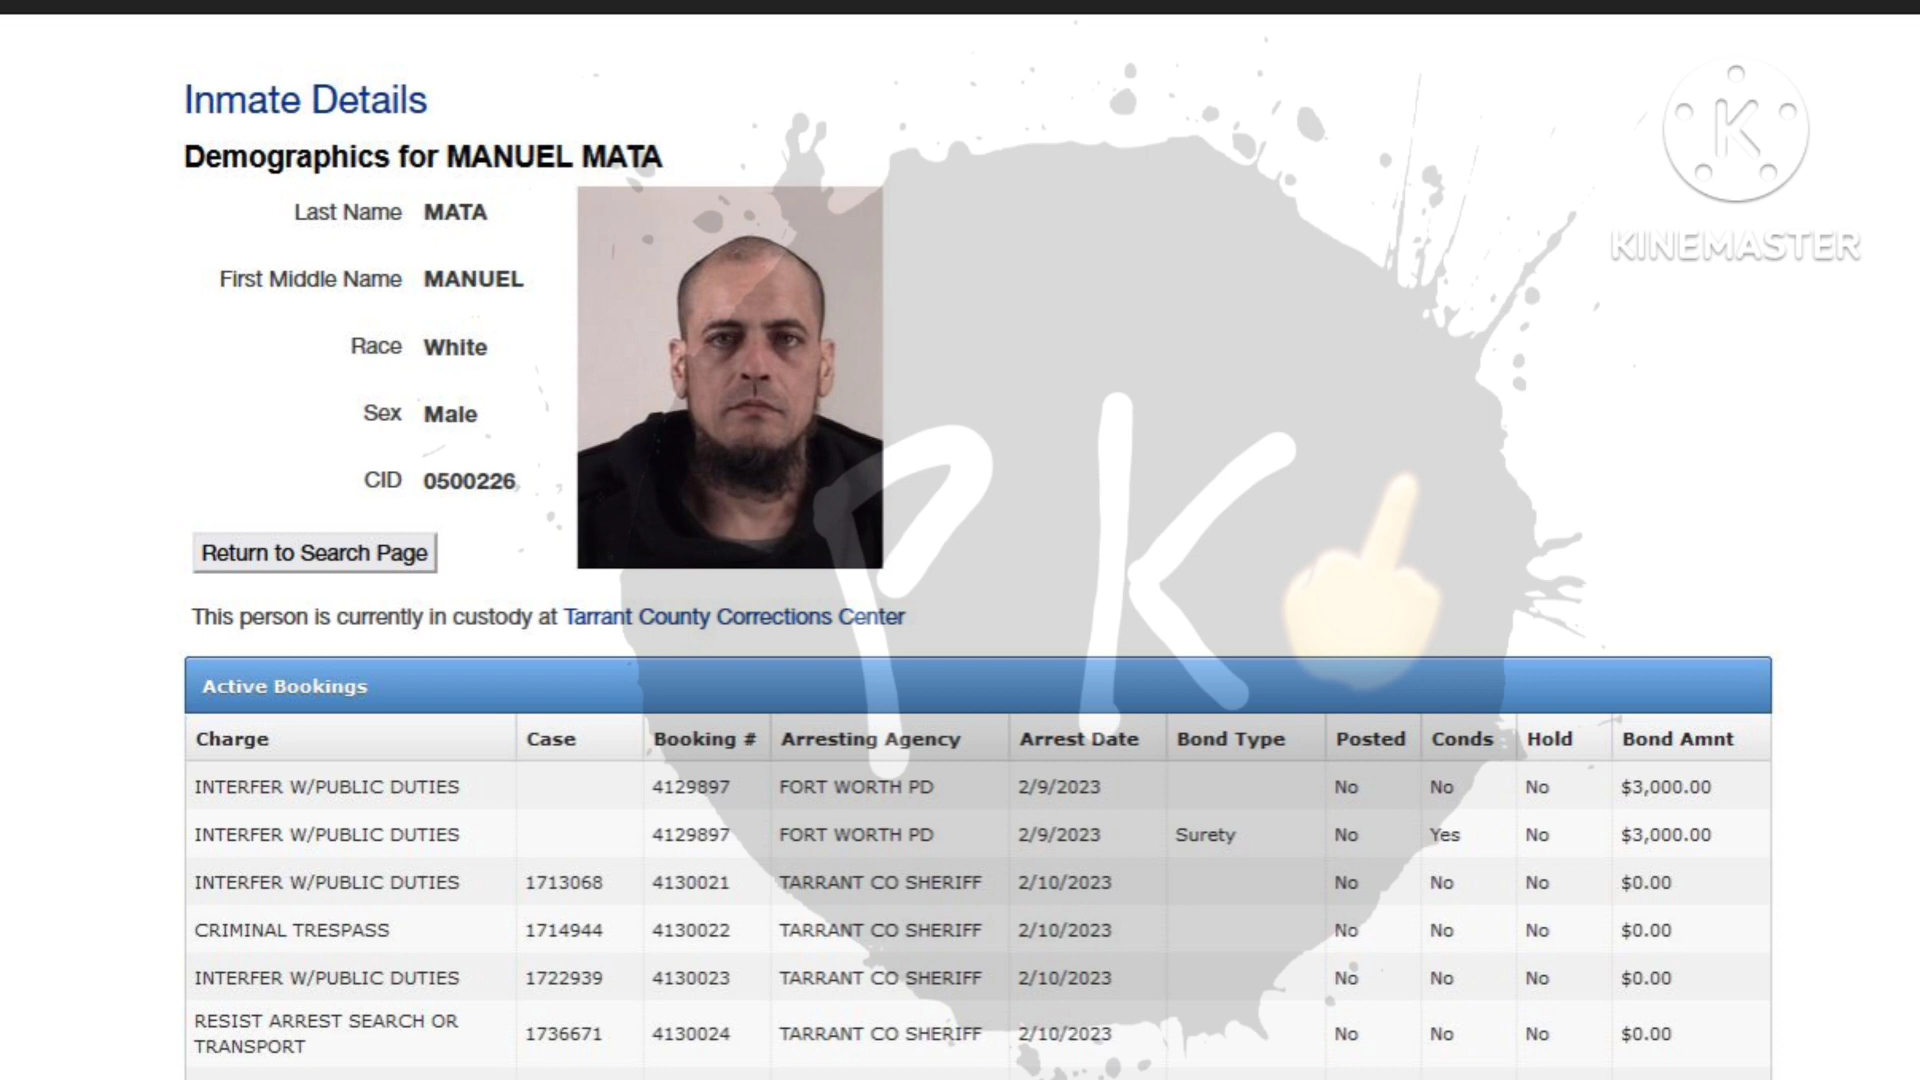 Inmate Details
Demographics for MANUEL MATA
Last Name MATA
First Middle Name MANUEL
Race White
Sex Male
CID 0500226
Return to Search Page
This person is currently in custody at Tarrant County Corrections Center
K
KINEMASTER
PK
Active Bookings
Charge Case Booking # Arresting Agency Arrest Date Bond Type Posted Conds Hold Bond Amnt
INTERFER W/PUBLIC DUTIES 4129897 FORT WORTH PD 2/9/2023 No No No $3,000.00
INTERFER W/PUBLIC DUTIES 4129897 FORT WORTH PD 2/9/2023 Surety No Yes No $3,000.00
INTERFER W/PUBLIC DUTIES 1713068 4130021 TARRANT CO SHERIFF 2/10/2023 No No No $0.00
CRIMINAL TRESPASS 1714944 4130022 TARRANT CO SHERIFF 2/10/2023 No No No $0.00
INTERFER W/PUBLIC DUTIES 1722939 4130023 TARRANT CO SHERIFF 2/10/2023 No No No $0.00
RESIST ARREST SEARCH OR
TRANSPORT 1736671 4130024 TARRANT CO SHERIFF 2/10/2023 No No No $0.00